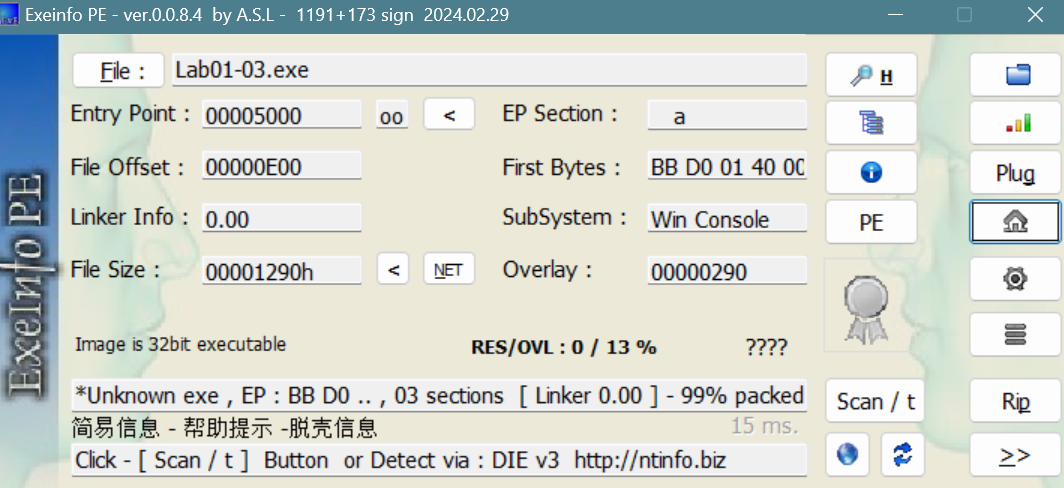 Exeinfo PE - ver.0.0.8.4 by A.S.L - 1191+173 sign 2024.02.29
File : Lab01-03.exe H
Entry Point : 00005000 oo < EP Section : a
File Offset : 00000E00 First Bytes : BB D0 01 40 00 Plug
Linker Info : 0.00 SubSystem : Win Console PE
File Size : 00001290h < NET Overlay : 00000290
Image is 32bit executable RES/OVL : 0 / 13 % ????
*Unknown exe , EP : BB D0 .. , 03 sections [ Linker 0.00 ] - 99% packed Scan / t Rip
简易信息 - 帮助提示 -脱壳信息 15 ms.
Click - [ Scan / t ] Button or Detect via : DIE v3 http://ntinfo.biz >>
ExeInfo PE